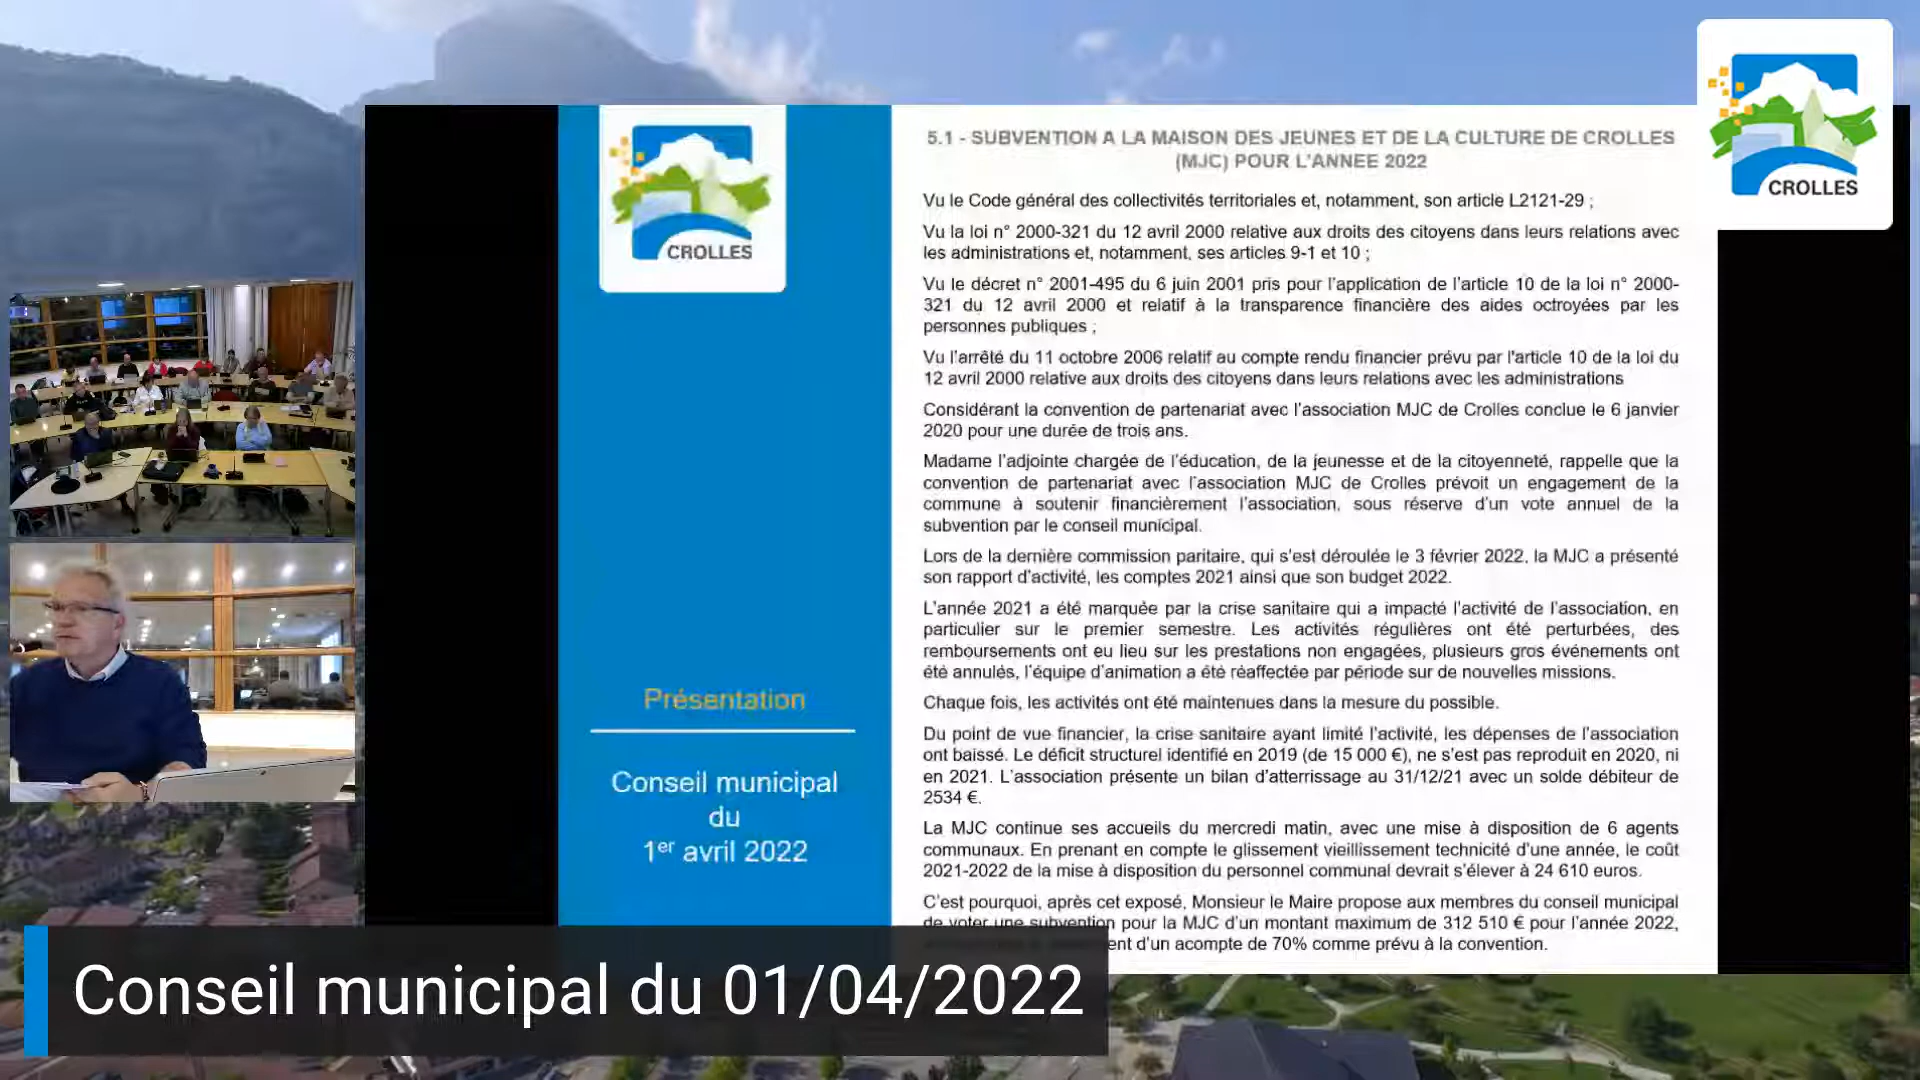 CROLLES
CROLLES
5.1 - SUBVENTION A LA MAISON DES JEUNES ET DE LA CULTURE DE CROLLES
(MJC) POUR L'ANNEE 2022
Vu le Code général des collectivités territoriales et, notamment, son article L2121-29 ;
Vu la loi n° 2000-321 du 12 avril 2000 relative aux droits des citoyens dans leurs relations avec
les administrations et, notamment, ses articles 9-1 et 10 ;
Vu le décret n° 2001-495 du 6 juin 2001 pris pour l'application de l'article 10 de la loi n° 2000-
321 du 12 avril 2000 et relatif à la transparence financière des aides octroyées par les
personnes publiques ;
Vu l'arrêté du 11 octobre 2006 relatif au compte rendu financier prévu par l'article 10 de la loi du
12 avril 2000 relative aux droits des citoyens dans leurs relations avec les administrations
Considérant la convention de partenariat avec l'association MJC de Crolles conclue le 6 janvier
2020 pour une durée de trois ans.
Madame l'adjointe chargée de l'éducation, de la jeunesse et de la citoyenneté, rappelle que la
convention de partenariat avec l'association MJC de Crolles prévoit un engagement de la
commune à soutenir financièrement l'association, sous réserve d'un vote annuel de la
subvention par le conseil municipal.
Lors de la dernière commission paritaire, qui s'est déroulée le 3 février 2022, la MJC a présenté
son rapport d'activité, les comptes 2021 ainsi que son budget 2022.
L'année 2021 a été marquée par la crise sanitaire qui a impacté l'activité de l'association, en
particulier sur le premier semestre. Les activités régulières ont été perturbées, des
remboursements ont eu lieu sur les prestations non engagées, plusieurs gros événements ont
été annulés, l'équipe d'animation a été réaffectée par période sur de nouvelles missions.
Chaque fois, les activités ont été maintenues dans la mesure du possible.
Du point de vue financier, la crise sanitaire ayant limité l'activité, les dépenses de l'association
ont baissé. Le déficit structurel identifié en 2019 (de 15 000 €), ne s'est pas reproduit en 2020, ni
en 2021. L'association présente un bilan d'atterrissage au 31/12/21 avec un solde débiteur de
2534 €.
La MJC continue ses accueils du mercredi matin, avec une mise à disposition de 6 agents
communaux. En prenant en compte le glissement vieillissement technicité d'une année, le coût
2021-2022 de la mise à disposition du personnel communal devrait s'élever à 24 610 euros.
C'est pourquoi, après cet exposé, Monsieur le Maire propose aux membres du conseil municipal
de voter une subvention pour la MJC d'un montant maximum de 312 510 € pour l'année 2022,
d'un acompte de 70% comme prévu à la convention.
Présentation
Conseil municipal
du
1er avril 2022
Conseil municipal du 01/04/2022